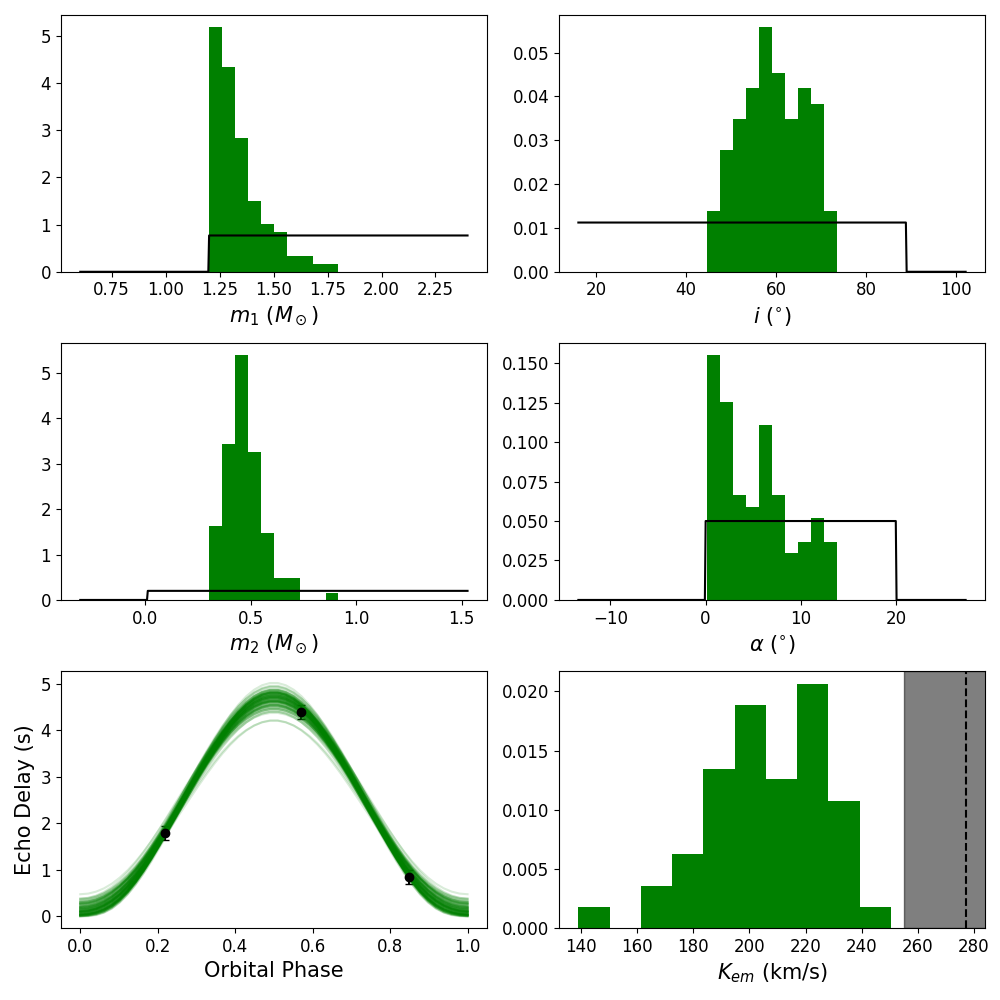 5
4
3
2
1
0
0.75 1.00 1.25 1.50 1.75 2.00 2.25
m₁ (M⊙)
0.05
0.04
0.03
0.02
0.01
0.00
20 40 60 80 100
i (°)
5
4
3
2
1
0
0.0 0.5 1.0 1.5
m₂ (M⊙)
0.150
0.125
0.100
0.075
0.050
0.025
0.000
−10 0 10 20
α (°)
Echo Delay (s)
5
4
3
2
1
0
0.0 0.2 0.4 0.6 0.8 1.0
Orbital Phase
0.020
0.015
0.010
0.005
0.000
140 160 180 200 220 240 260 280
K_em (km/s)